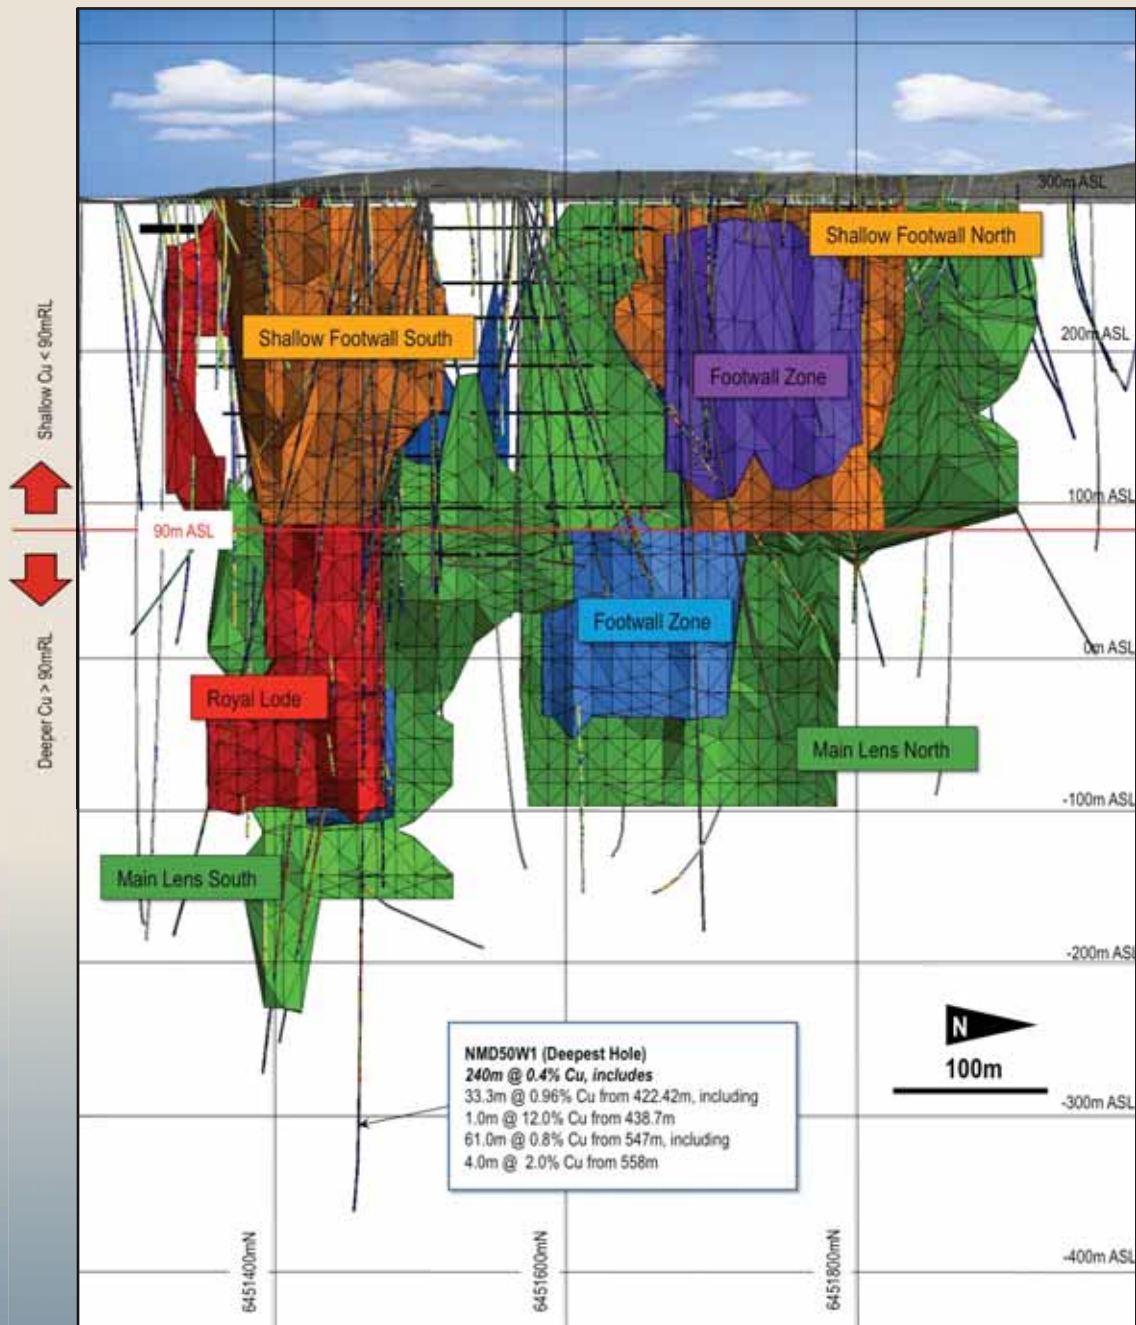 300m ASL
Shallow Footwall North
Shallow Cu < 90mRL
Shallow Footwall South
200m ASL
Footwall Zone
100m ASL
90m ASL
Footwall Zone
0m ASL
Deeper Cu > 90mRL
Royal Lode
Main Lens North
-100m ASL
Main Lens South
-200m ASL
N
100m
NMD50W1 (Deepest Hole)
240m @ 0.4% Cu, includes
33.3m @ 0.96% Cu from 422.42m, including
1.0m @ 12.0% Cu from 438.7m
61.0m @ 0.8% Cu from 547m, including
4.0m @ 2.0% Cu from 558m
-300m ASL
-400m ASL
6451400mN
6451600mN
6451800mN